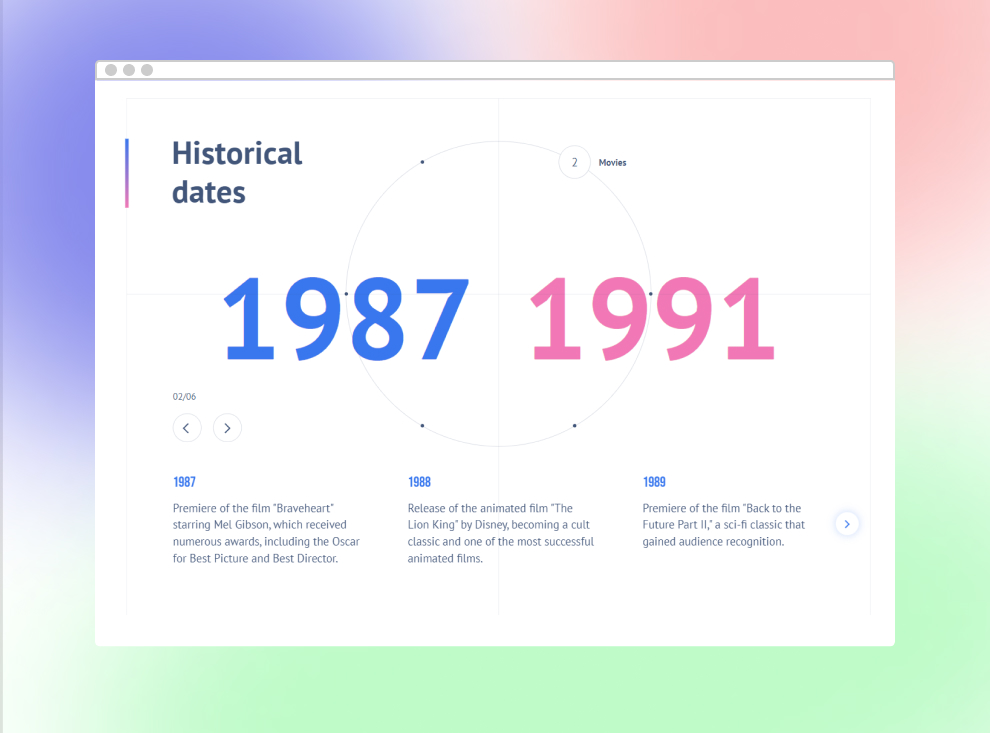 Historical
dates
2
Movies
1987 1991
02/06
1987
Premiere of the film "Braveheart"
starring Mel Gibson, which received
numerous awards, including the Oscar
for Best Picture and Best Director.
1988
Release of the animated film "The
Lion King" by Disney, becoming a cult
classic and one of the most successful
animated films.
1989
Premiere of the film "Back to the
Future Part II," a sci-fi classic that
gained audience recognition.